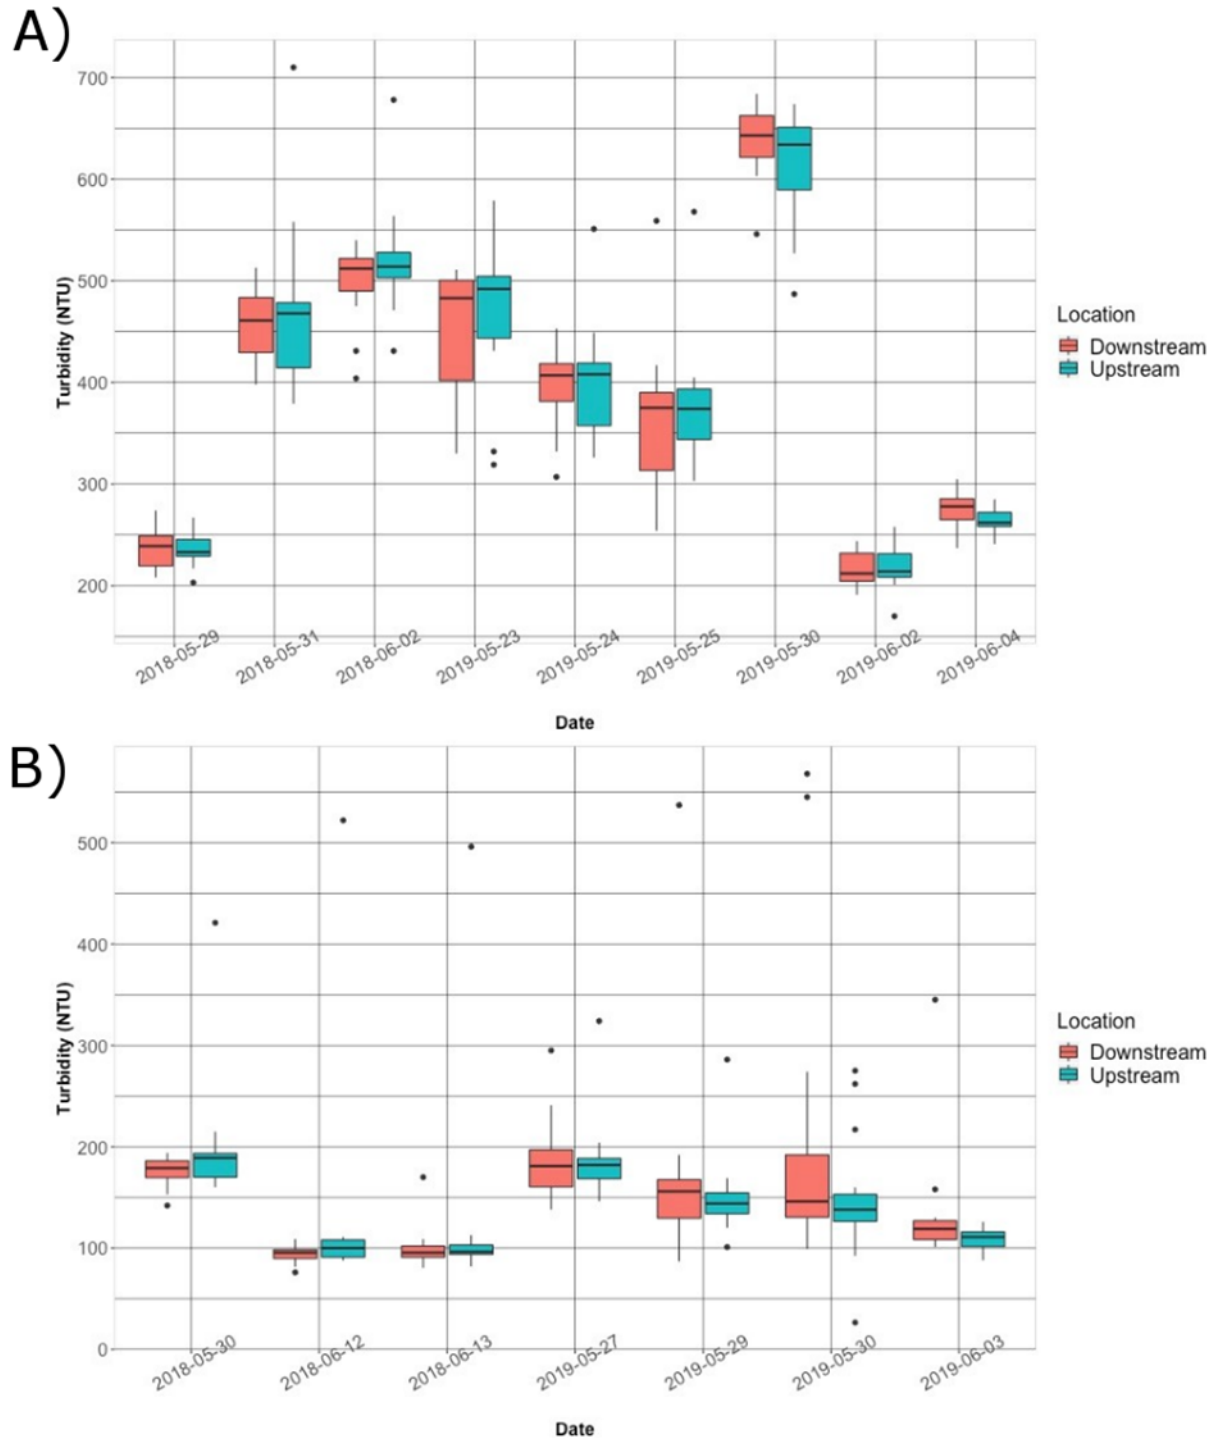 A)
700
600
500
400
300
200
Turbidity (NTU)
2018-05-29
2018-05-31
2018-06-02
2019-05-23
2019-05-24
2019-05-25
2019-05-30
2019-06-02
2019-06-04
Date
Location
Downstream
Upstream
B)
500
400
300
200
100
0
Turbidity (NTU)
2018-05-30
2018-06-12
2018-06-13
2019-05-27
2019-05-29
2019-05-30
2019-06-03
Date
Location
Downstream
Upstream